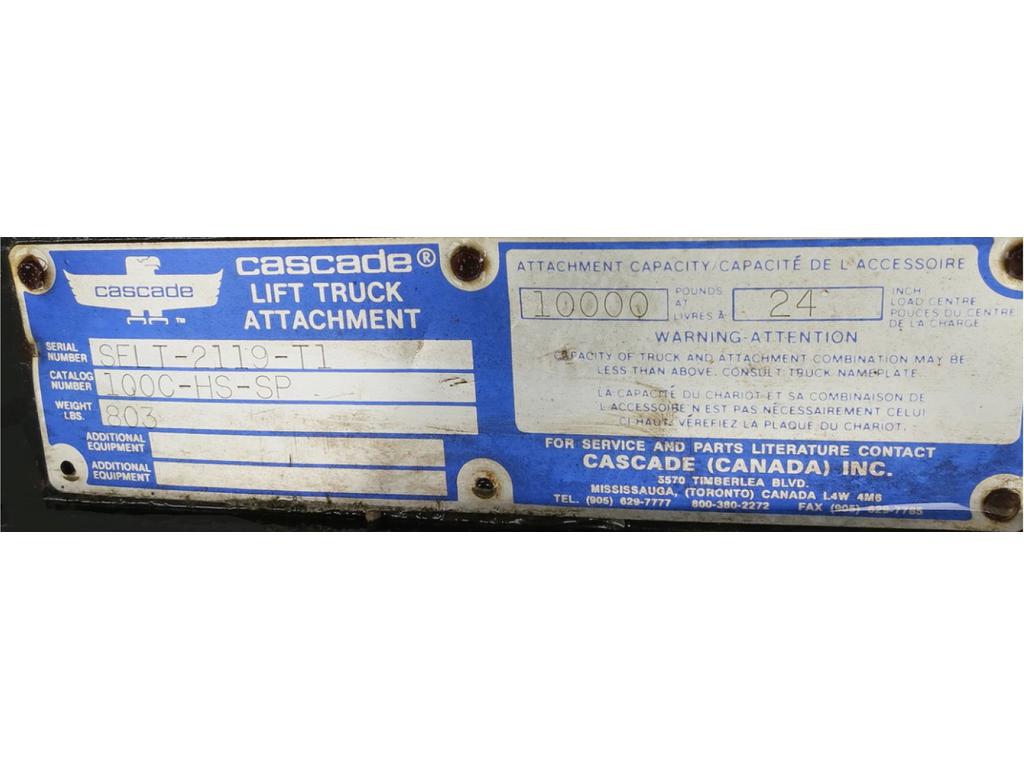 cascade
TM
cascade®
LIFT TRUCK
ATTACHMENT
SERIAL NUMBER SELT-2119-T1
CATALOG NUMBER 100C-HS-SP
WEIGHT LBS. 803
ADDITIONAL EQUIPMENT
ADDITIONAL EQUIPMENT
ATTACHMENT CAPACITY/CAPACITÉ DE L'ACCESSOIRE
10000 POUNDS AT LIVRES À 24 INCH LOAD CENTRE POUCES DU CENTRE DE LA CHARGE
WARNING-ATTENTION
CAPACITY OF TRUCK AND ATTACHMENT COMBINATION MAY BE
LESS THAN ABOVE. CONSULT TRUCK NAMEPLATE.
LA CAPACITÉ DU CHARIOT ET SA COMBINAISON DE
L'ACCESSOIRE N'EST PAS NÉCESSAIREMENT CELUI
CI-HAUT. VÉREFIEZ LA PLAQUE DU CHARIOT.
FOR SERVICE AND PARTS LITERATURE CONTACT
CASCADE (CANADA) INC.
3570 TIMBERLEA BLVD.
MISSISSAUGA, (TORONTO) CANADA L4W 4M6
TEL. (905) 629-7777 800-380-2272 FAX (905) 629-7785